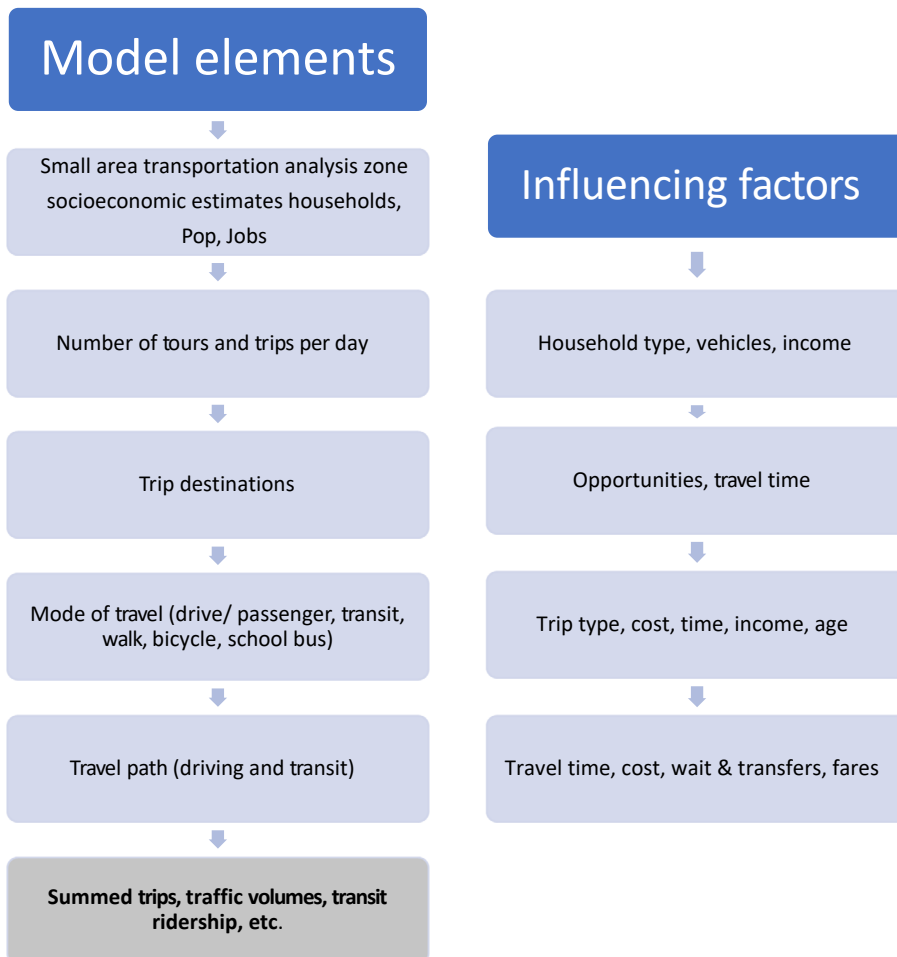 Model elements
Small area transportation analysis zone
socioeconomic estimates households,
Pop, Jobs
Number of tours and trips per day
Trip destinations
Mode of travel (drive/ passenger, transit,
walk, bicycle, school bus)
Travel path (driving and transit)
Summed trips, traffic volumes, transit
ridership, etc.
Influencing factors
Household type, vehicles, income
Opportunities, travel time
Trip type, cost, time, income, age
Travel time, cost, wait & transfers, fares